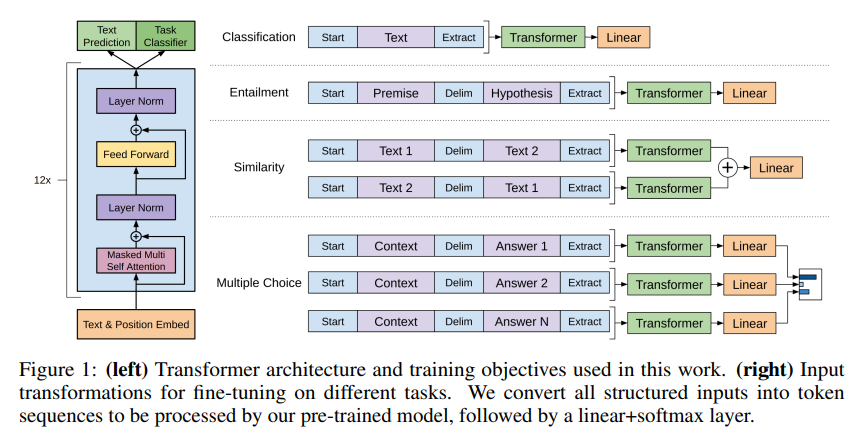 Text
Prediction
Task
Classifier
Layer Norm
+
Feed Forward
12x
Layer Norm
+
Masked Multi
Self Attention
Text & Position Embed
Classification
Start Text Extract Transformer Linear
Entailment
Start Premise Delim Hypothesis Extract Transformer Linear
Similarity
Start Text 1 Delim Text 2 Extract Transformer
+ Linear
Start Text 2 Delim Text 1 Extract Transformer
Multiple Choice
Start Context Delim Answer 1 Extract Transformer Linear
Start Context Delim Answer 2 Extract Transformer Linear
Start Context Delim Answer N Extract Transformer Linear
Figure 1: (left) Transformer architecture and training objectives used in this work. (right) Input
transformations for fine-tuning on different tasks. We convert all structured inputs into token
sequences to be processed by our pre-trained model, followed by a linear+softmax layer.